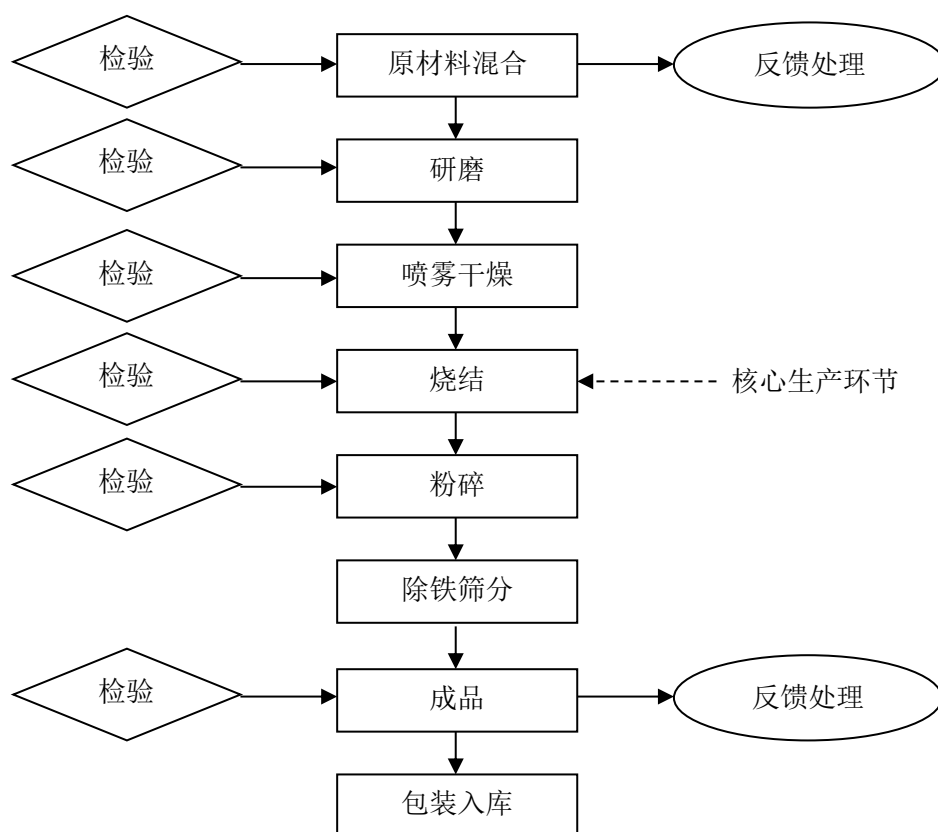 检验
原材料混合
反馈处理
检验
研磨
检验
喷雾干燥
检验
烧结
核心生产环节
检验
粉碎
除铁筛分
检验
成品
反馈处理
包装入库